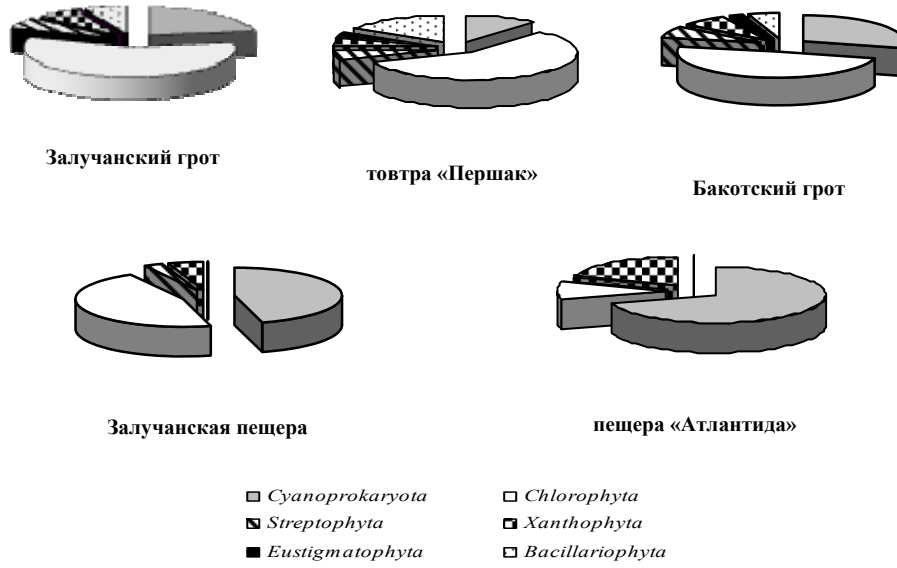 Залучанский грот
товтра «Першак»
Бакотский грот
Залучанская пещера
пещера «Атлантида»
Cyanoprokaryota
Chlorophyta
Streptophyta
Xanthophyta
Eustigmatophyta
Bacillariophyta